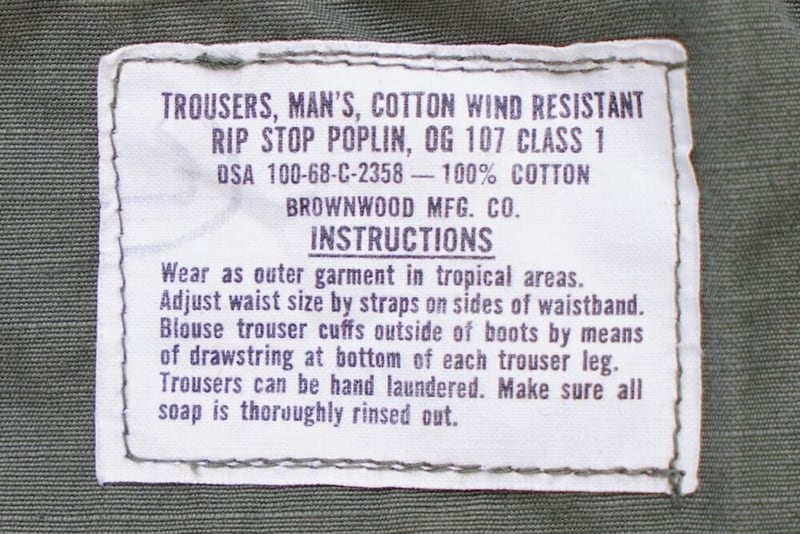 TROUSERS, MAN'S, COTTON WIND RESISTANT
RIP STOP POPLIN, OG 107 CLASS 1
DSA 100-68-C-2358 — 100% COTTON
BROWNWOOD MFG. CO.
INSTRUCTIONS
Wear as outer garment in tropical areas.
Adjust waist size by straps on sides of waistband.
Blouse trouser cuffs outside of boots by means
of drawstring at bottom of each trouser leg.
Trousers can be hand laundered. Make sure all
soap is thoroughly rinsed out.